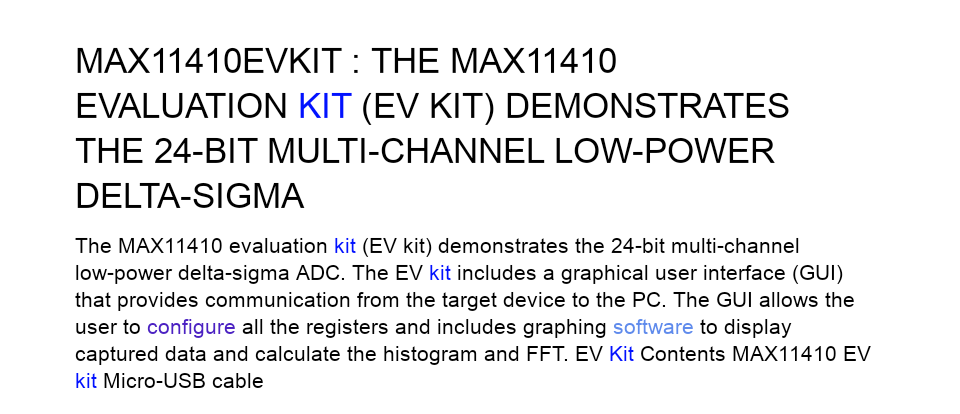 MAX11410EVKIT : THE MAX11410
EVALUATION KIT (EV KIT) DEMONSTRATES
THE 24-BIT MULTI-CHANNEL LOW-POWER
DELTA-SIGMA
The MAX11410 evaluation kit (EV kit) demonstrates the 24-bit multi-channel
low-power delta-sigma ADC. The EV kit includes a graphical user interface (GUI)
that provides communication from the target device to the PC. The GUI allows the
user to configure all the registers and includes graphing software to display
captured data and calculate the histogram and FFT. EV Kit Contents MAX11410 EV
kit Micro-USB cable